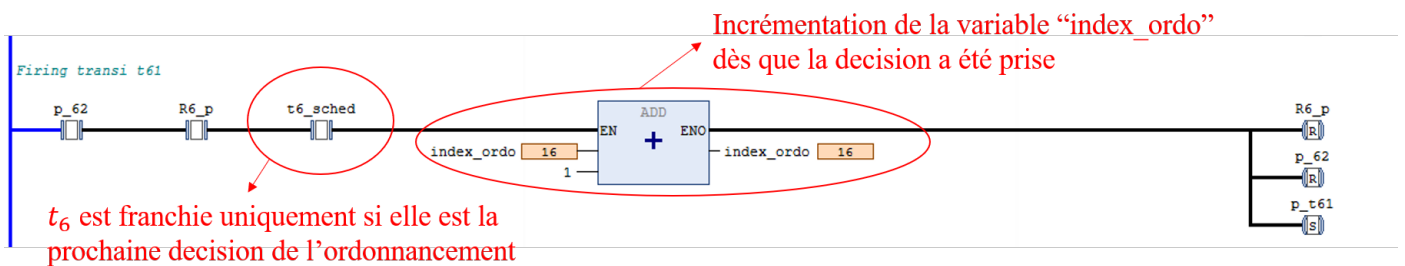 Incrémentation de la variable “index_ordo”
dès que la decision a été prise
Firing transi t61
p_62 R6_p t6_sched ADD R6_p
EN ENO R
index_ordo 16 + index_ordo 16 p_62
1 R
p_t61
S
t₆ est franchie uniquement si elle est la
prochaine decision de l’ordonnancement